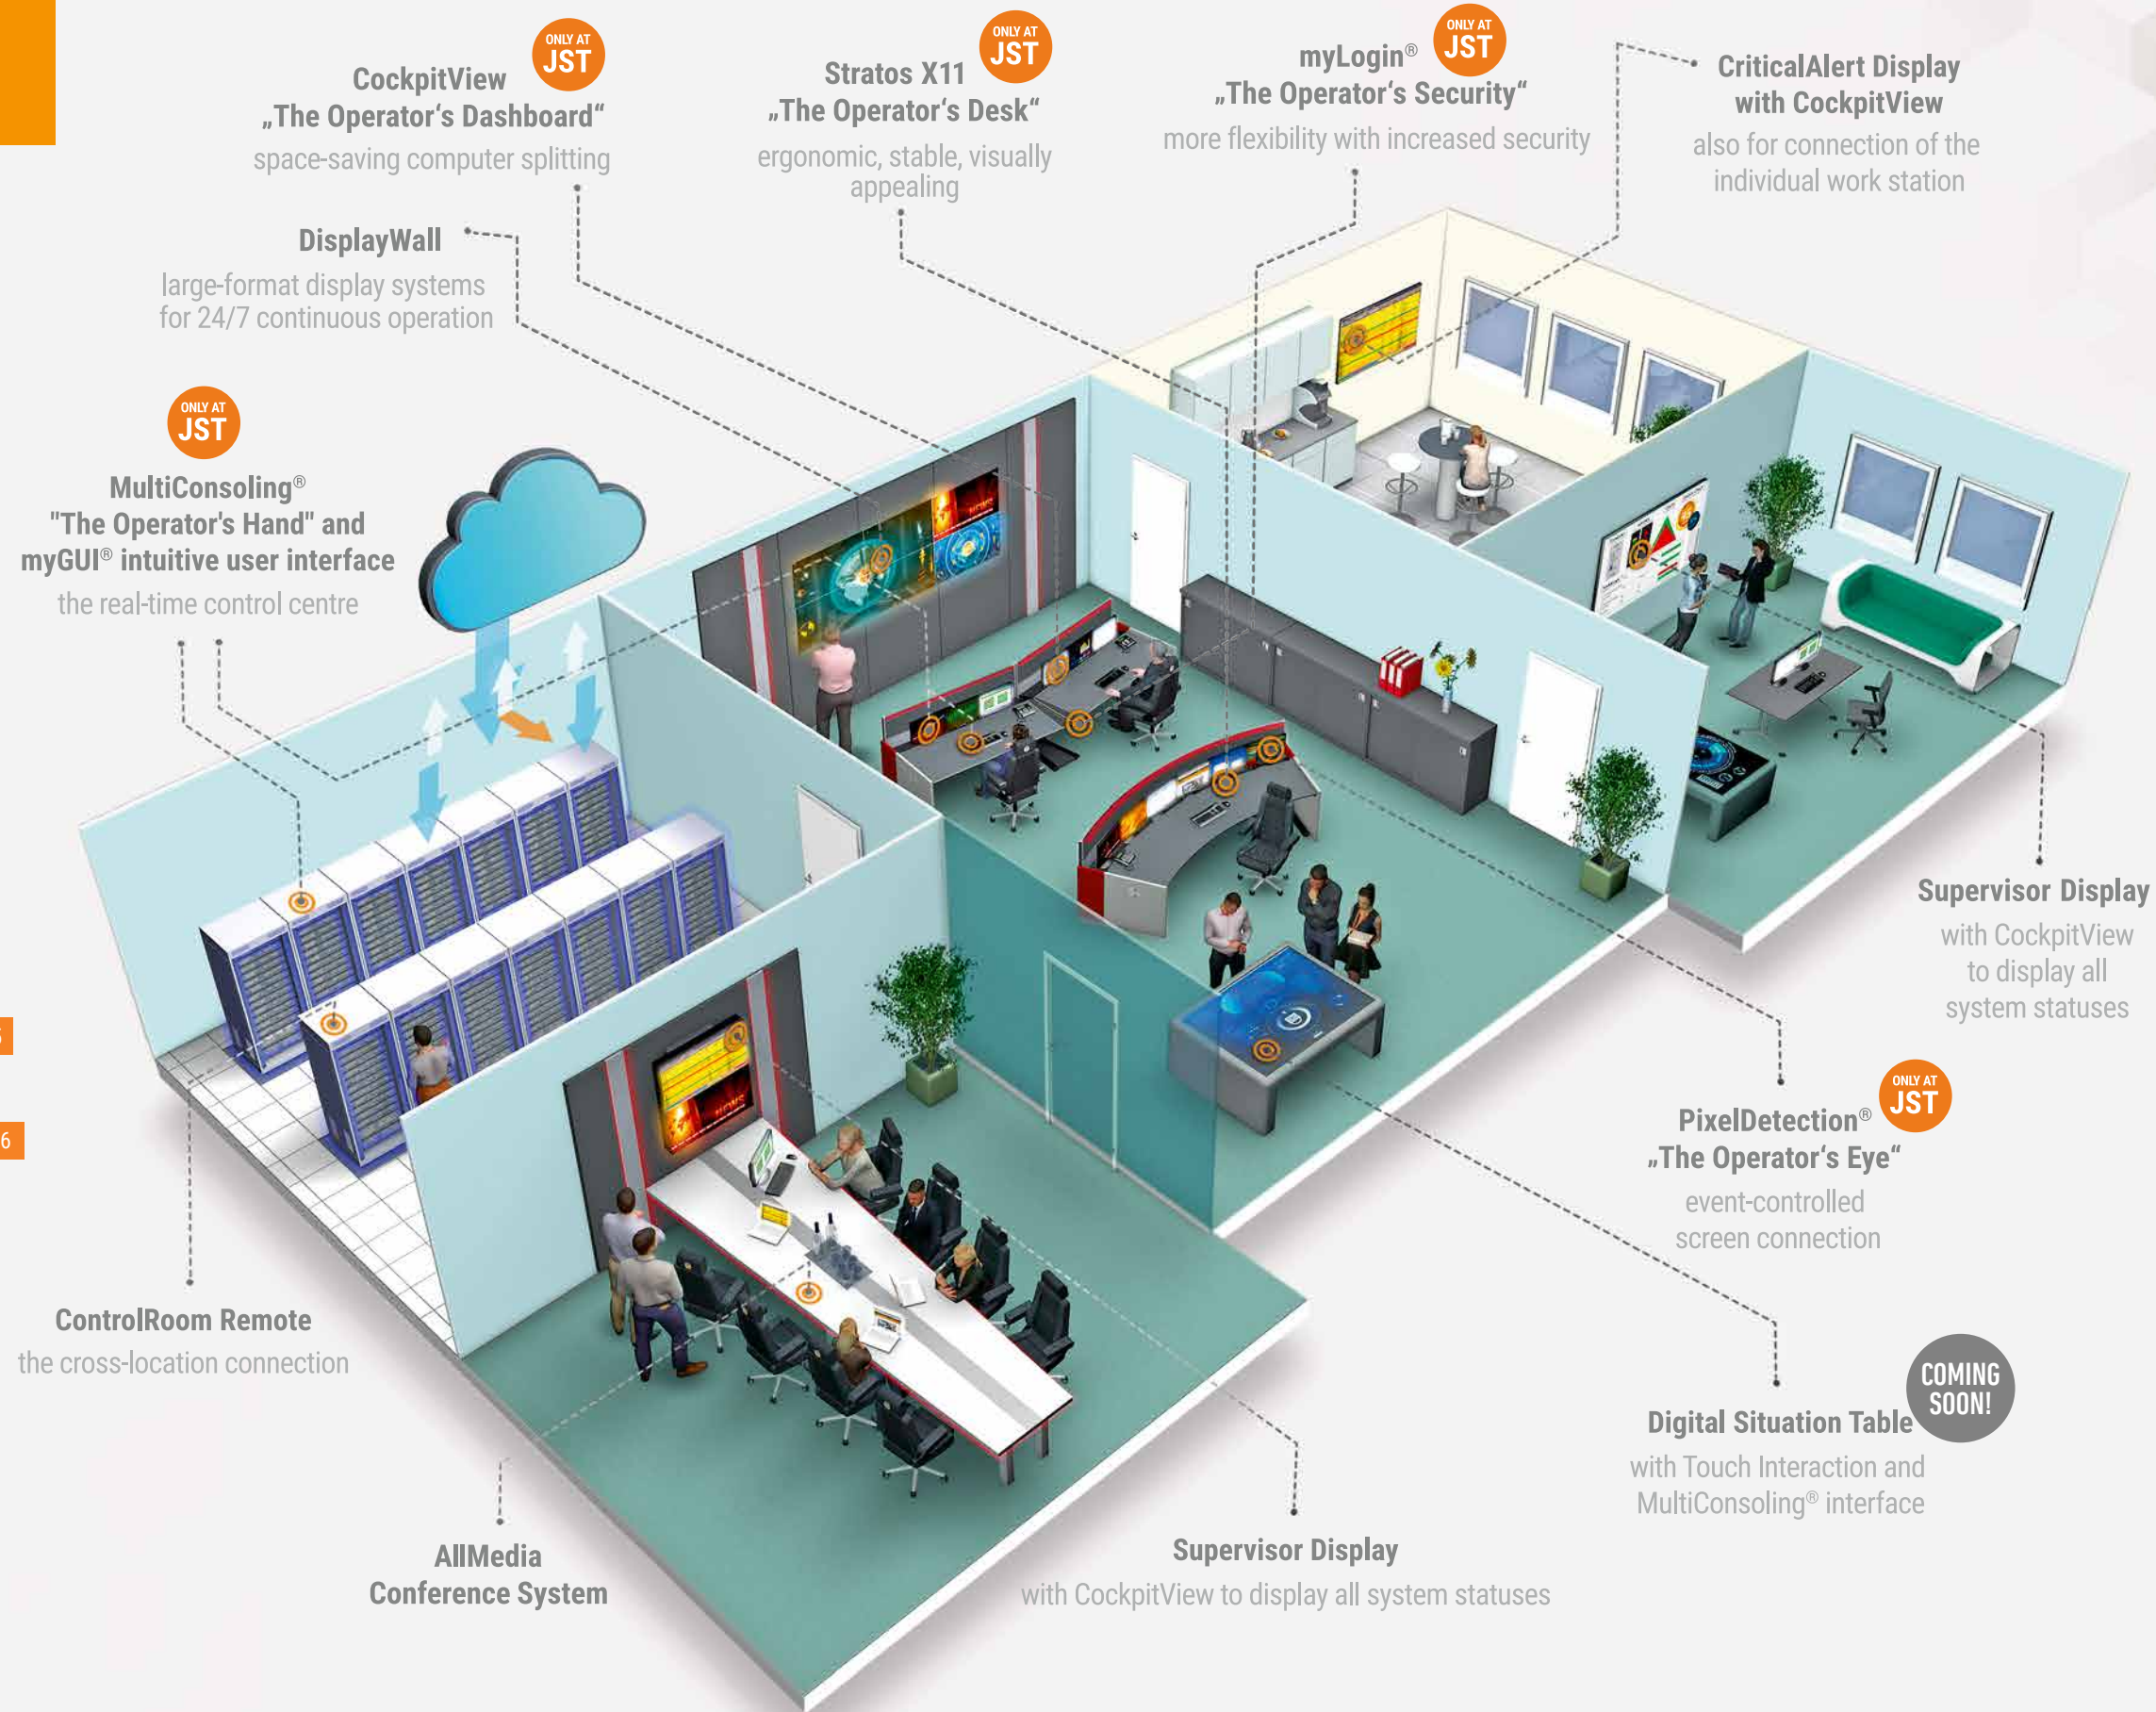 ONLY AT
JST
CockpitView
„The Operator‘s Dashboard“
space-saving computer splitting
ONLY AT
JST
Stratos X11
„The Operator‘s Desk“
ergonomic, stable, visually
appealing
ONLY AT
JST
myLogin®
„The Operator‘s Security“
more flexibility with increased security
CriticalAlert Display
with CockpitView
also for connection of the
individual work station
DisplayWall
large-format display systems
for 24/7 continuous operation
ONLY AT
JST
MultiConsoling®
"The Operator's Hand" and
myGUI® intuitive user interface
the real-time control centre
NEWS
NEWS
Supervisor Display
with CockpitView
to display all
system statuses
6
ONLY AT
JST
PixelDetection®
„The Operator‘s Eye“
event-controlled
screen connection
ControlRoom Remote
the cross-location connection
COMING
SOON!
Digital Situation Table
with Touch Interaction and
MultiConsoling® interface
AllMedia
Conference System
Supervisor Display
with CockpitView to display all system statuses